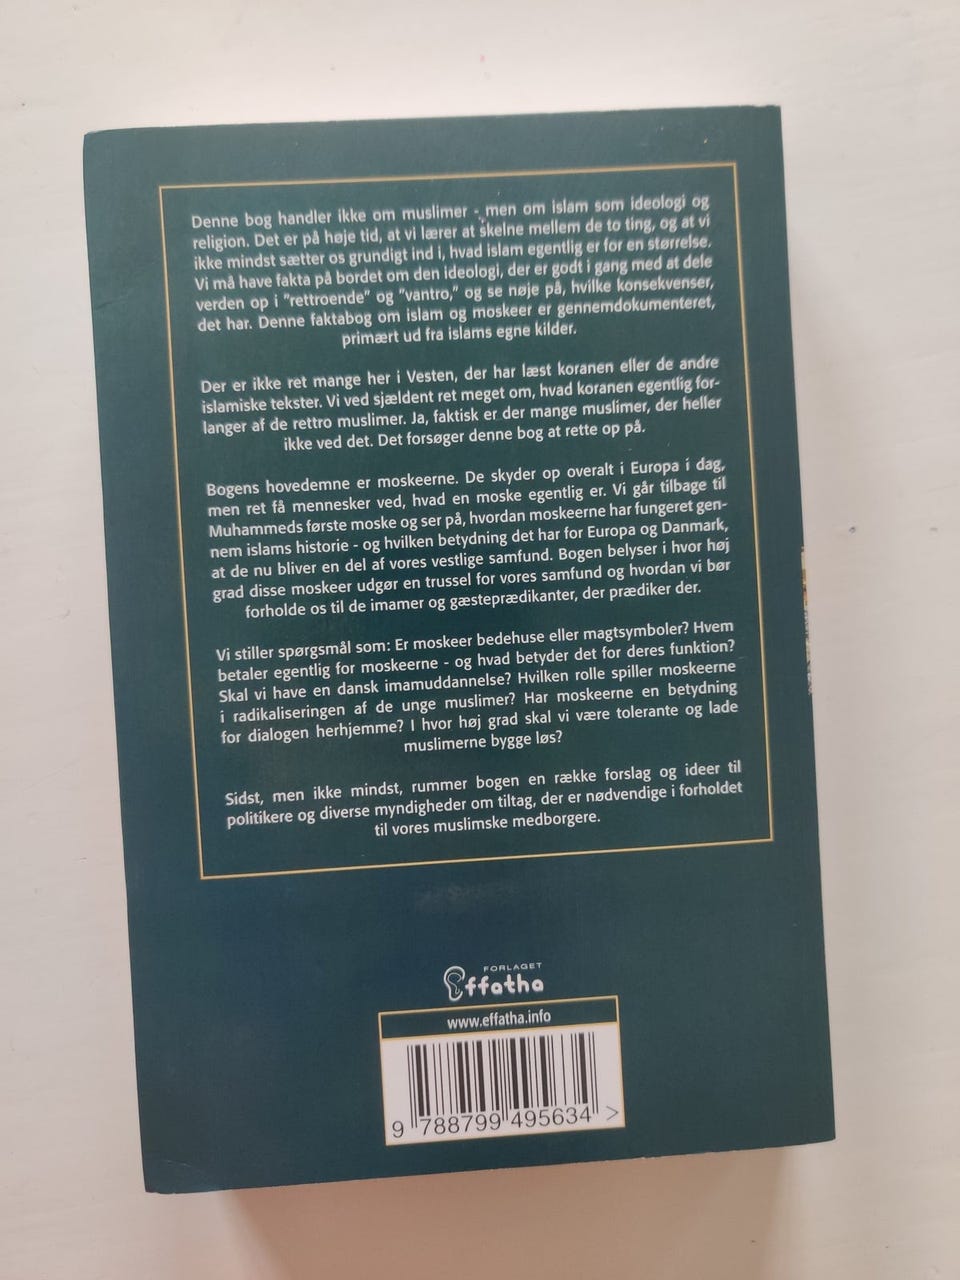 Denne bog handler ikke om muslimer - men om islam som ideologi og
religion. Det er på høje tid, at vi lærer at skelne mellem de to ting, og at vi
ikke mindst sætter os grundigt ind i, hvad islam egentlig er for en størrelse.
Vi må have fakta på bordet om den ideologi, der er godt i gang med at dele
verden op i "rettroende" og "vantro," og se nøje på, hvilke konsekvenser,
det har. Denne faktabog om islam og moskeer er gennemdokumenteret,
primært ud fra islams egne kilder.
Der er ikke ret mange her i Vesten, der har læst koranen eller de andre
islamiske tekster. Vi ved sjældent ret meget om, hvad koranen egentlig for-
langer af de rettro muslimer. Ja, faktisk er der mange muslimer, der heller
ikke ved det. Det forsøger denne bog at rette op på.
Bogens hovedemne er moskeerne. De skyder op overalt i Europa i dag,
men ret få mennesker ved, hvad en moske egentlig er. Vi går tilbage til
Muhammeds første moske og ser på, hvordan moskeerne har fungeret gen-
nem islams historie - og hvilken betydning det har for Europa og Danmark,
at de nu bliver en del af vores vestlige samfund. Bogen belyser i hvor høj
grad disse moskeer udgør en trussel for vores samfund og hvordan vi bør
forholde os til de imamer og gæsteprædikanter, der prædiker der.
Vi stiller spørgsmål som: Er moskeer bedehuse eller magtsymboler? Hvem
betaler egentlig for moskeerne - og hvad betyder det for deres funktion?
Skal vi have en dansk imamuddannelse? Hvilken rolle spiller moskeerne
i radikaliseringen af de unge muslimer? Har moskeerne en betydning
for dialogen herhjemme? I hvor høj grad skal vi være tolerante og lade
muslimerne bygge løs?
Sidst, men ikke mindst, rummer bogen en række forslag og ideer til
politikere og diverse myndigheder om tiltag, der er nødvendige i forholdet
til vores muslimske medborgere.
FORLAGET
Effatha
www.effatha.info
9 788799 495634 >